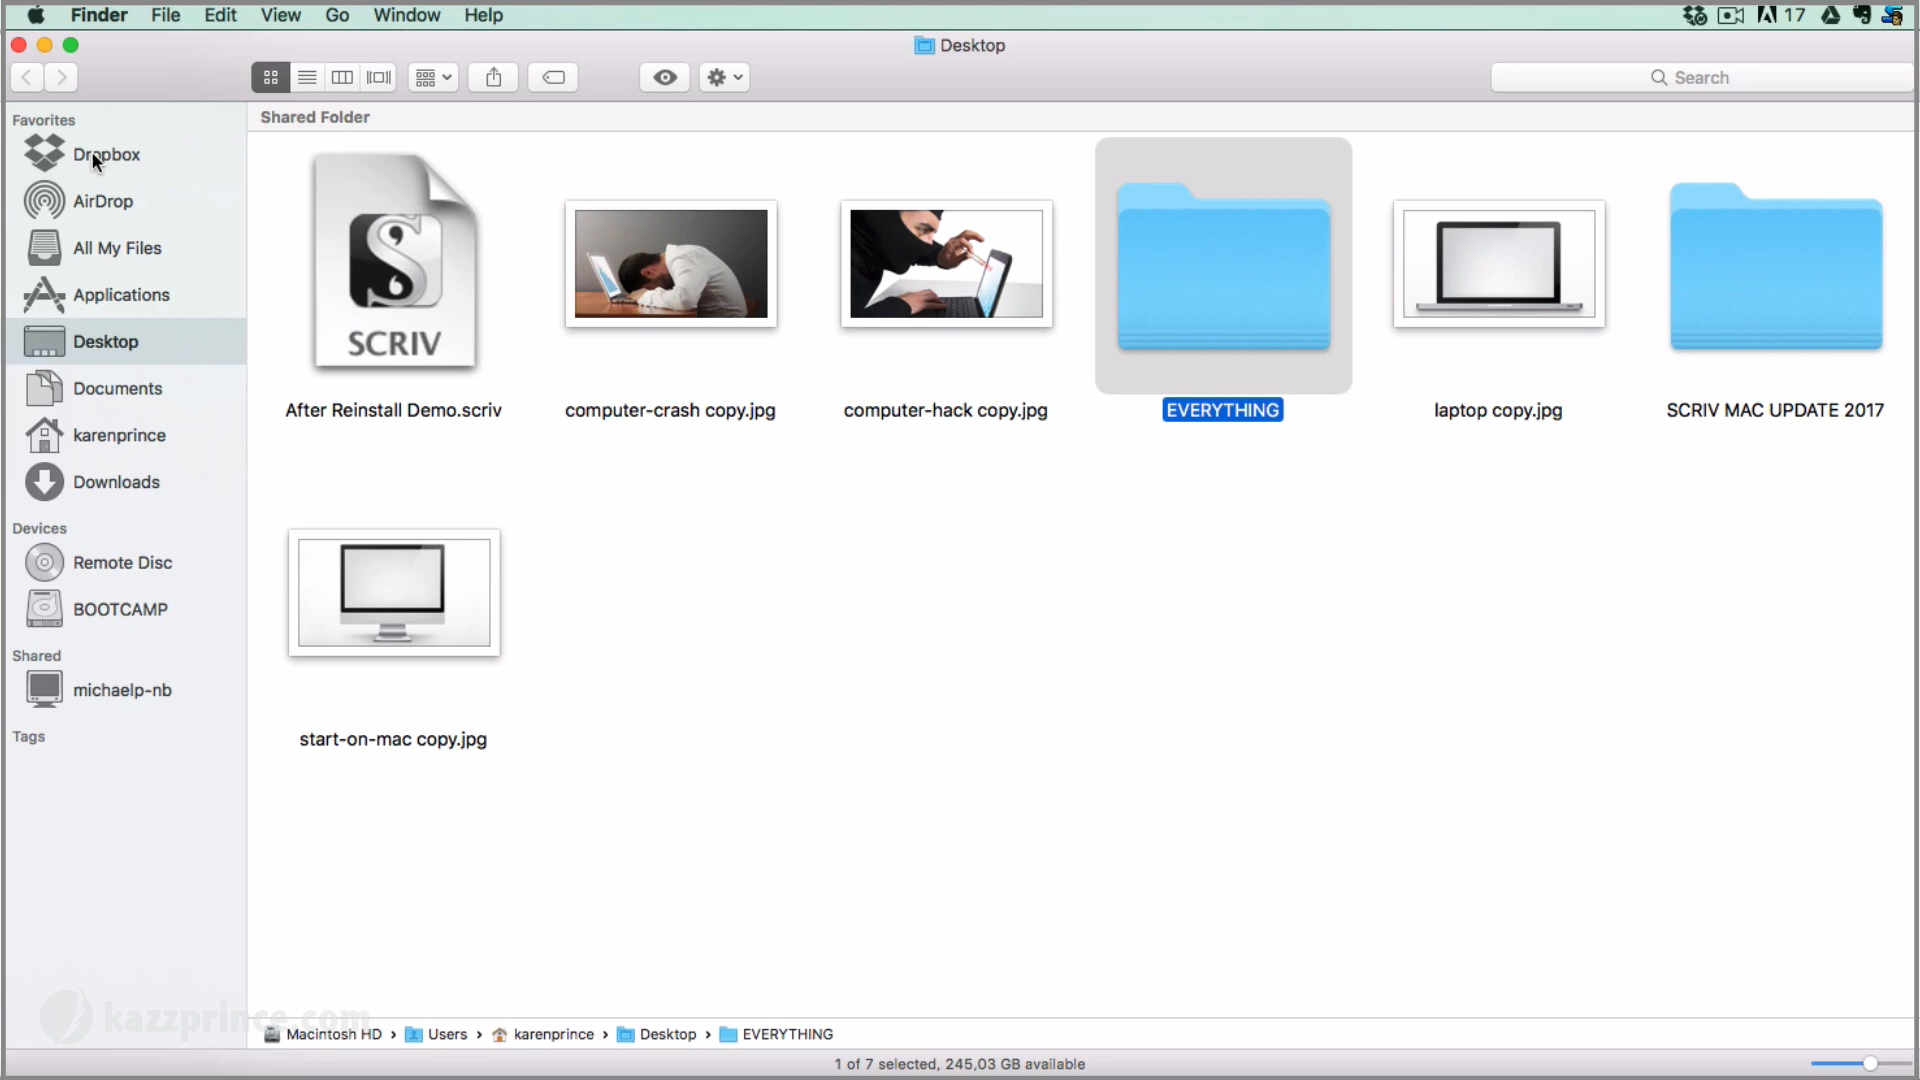 Finder File Edit View Go Window Help 17
Desktop
Search
Favorites
Dropbox
AirDrop
All My Files
Applications
Desktop
Documents
karenprince
Downloads
Devices
Remote Disc
BOOTCAMP
Shared
michaelp-nb
Tags
Shared Folder
S
SCRIV
After Reinstall Demo.scriv
computer-crash copy.jpg
computer-hack copy.jpg
EVERYTHING
laptop copy.jpg
SCRIV MAC UPDATE 2017
start-on-mac copy.jpg
kazzprince.com
Macintosh HD › Users › karenprince › Desktop › EVERYTHING
1 of 7 selected, 245,03 GB available